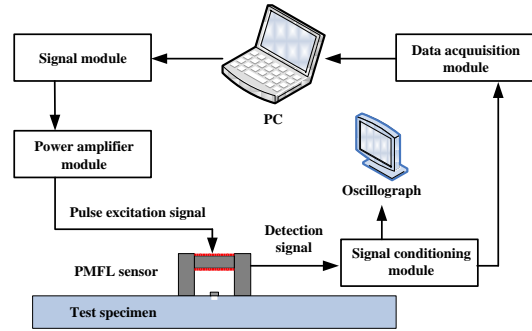 Signal module
Data acquuisition
module
PC
Power amplifier
module
Oscillograph
Pulse excitation signal
Detection
signal
PMFL sensor
Signal conditioning
module
Test specimen